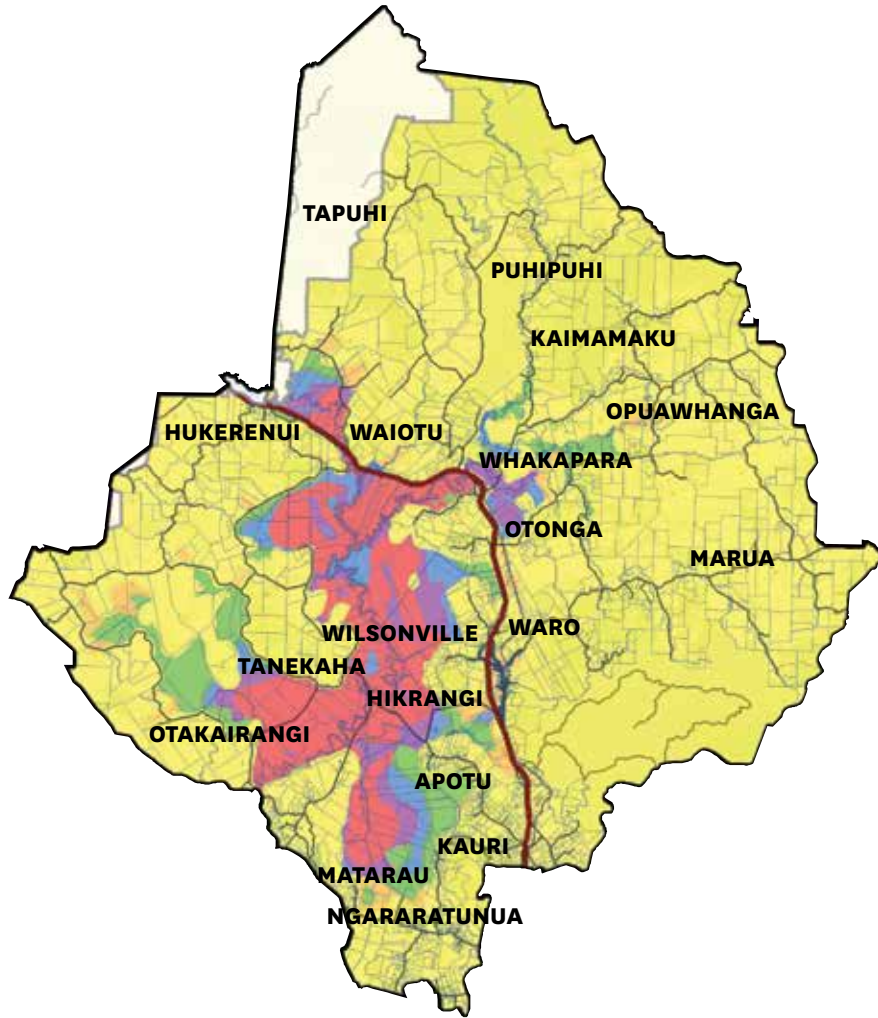 TAPUHI
PUHIPUHI
KAIMAMAKU
OPUAWHANGA
HUKERENUI
WAIOTU
WHAKAPARA
OTONGA
MARUA
WILSONVILLE
WARO
TANEKAHA
HIKRANGI
OTAKAIRANGI
APOTU
KAURI
MATARAU
NGARARATUNUA